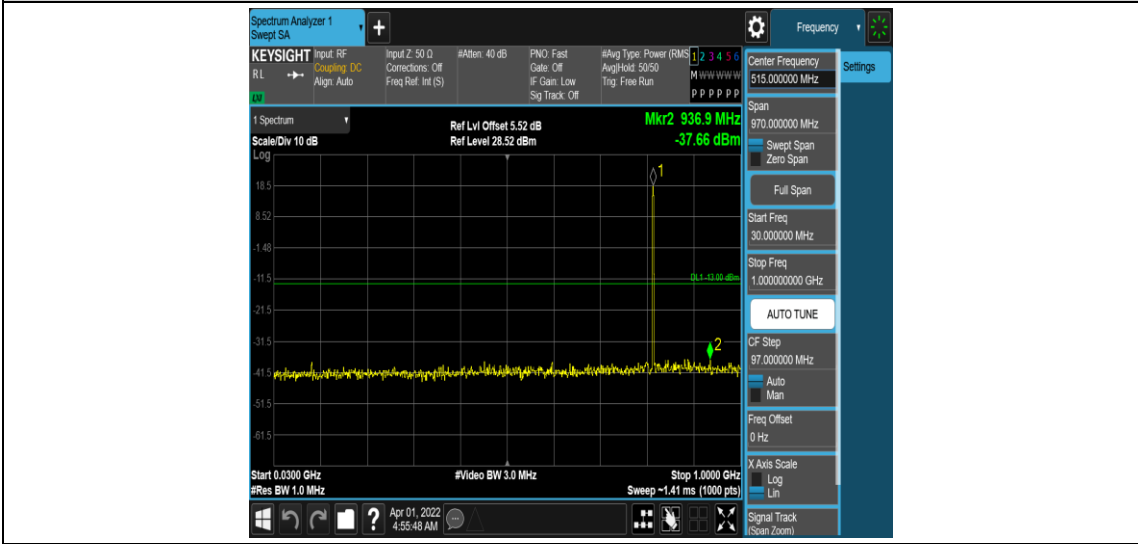 Spectrum Analyzer 1
Swept SA
+
Frequency
KEYSIGHT
RL
LXI
Input: RF
Coupling: DC
Align: Auto
Input Z: 50 Ω
Corrections: Off
Freq Ref: Int (S)
#Atten: 40 dB
PNO: Fast
Gate: Off
IF Gain: Low
Sig Track: Off
#Avg Type: Power (RMS
Avg|Hold: 50/50
Trig: Free Run
1 2 3 4 5 6
M W W W W W
P P P P P P
1 Spectrum
Scale/Div 10 dB
Log
Ref Lvl Offset 5.52 dB
Ref Level 28.52 dBm
Mkr2 936.9 MHz
-37.66 dBm
1
18.5
8.52
-1.48
-11.5
DL1 -13.00 dBm
-21.5
-31.5
2
-41.5
-51.5
-61.5
Start 0.0300 GHz
#Res BW 1.0 MHz
#Video BW 3.0 MHz
Stop 1.0000 GHz
Sweep ~1.41 ms (1000 pts)
?
Apr 01, 2022
4:55:48 AM
Center Frequency
515.000000 MHz
Settings
Span
970.000000 MHz
Swept Span
Zero Span
Full Span
Start Freq
30.000000 MHz
Stop Freq
1.000000000 GHz
AUTO TUNE
CF Step
97.000000 MHz
Auto
Man
Freq Offset
0 Hz
X Axis Scale
Log
Lin
Signal Track
(Span Zoom)